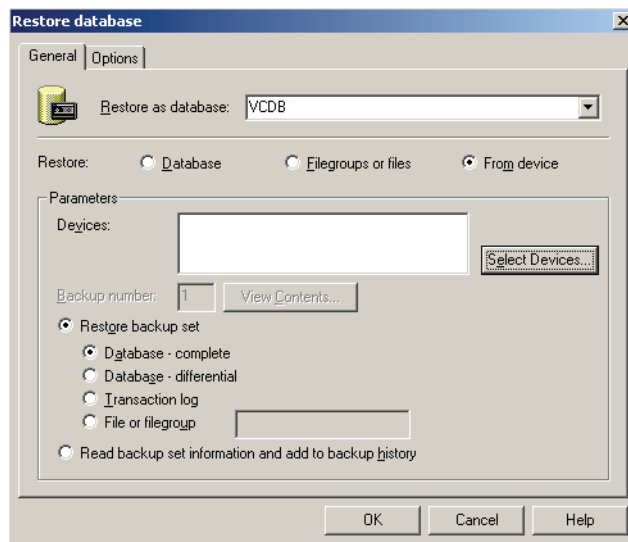 Restore database
General Options
Restore as database: VCDB
Restore: Database Filegroups or files From device
Parameters
Devices:
Select Devices...
Backup number: 1 View Contents...
Restore backup set
Database - complete
Database - differential
Transaction log
File or filegroup
Read backup set information and add to backup history
OK Cancel Help